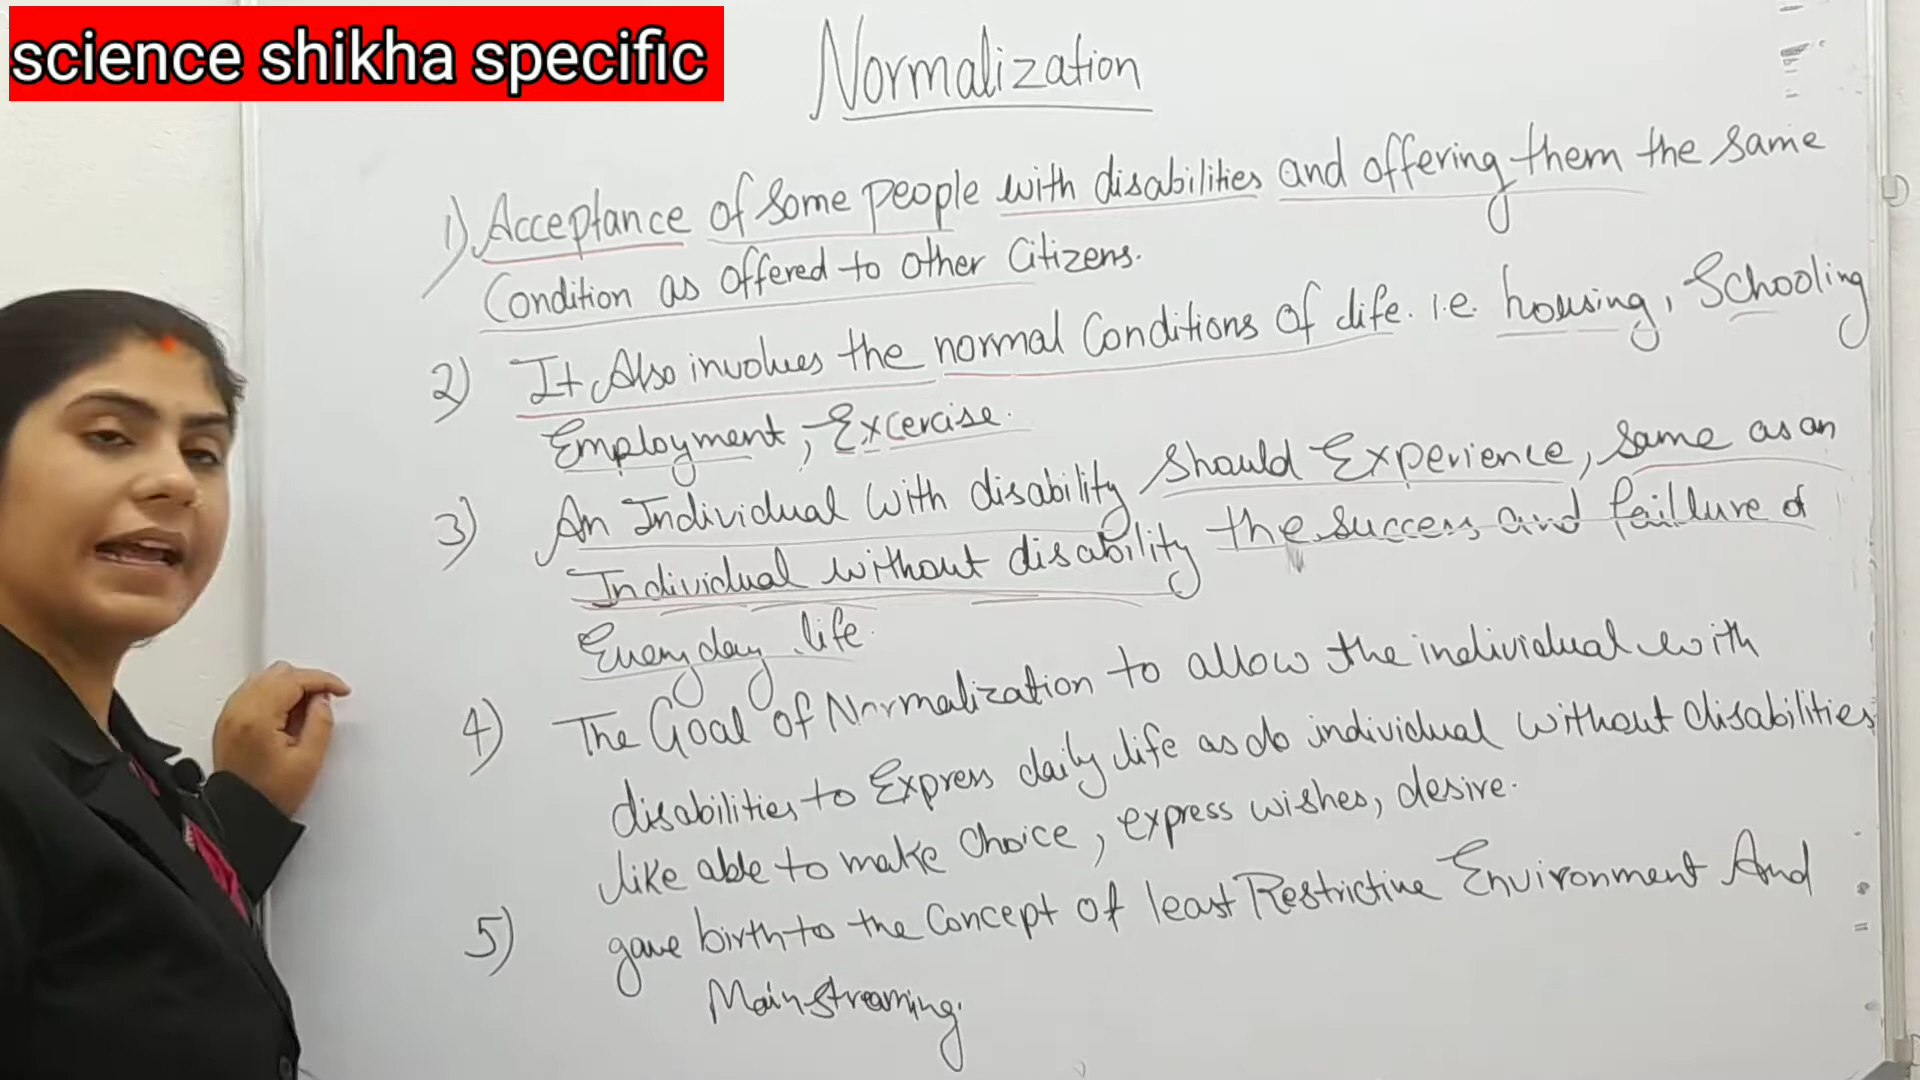 science shikha specific
Normalization
1) Acceptance of some people with disabilities and offering them the same
Condition as offered to other Citizens.
2) It Also involves the normal Conditions of life. i.e. housing, Schooling
Employment, Excercise.
3) An Individual With disability should Experience, same as an
Individual without disability the success and faillure of
Everyday life.
4) The Goal of Normalization to allow the individual with
disabilities to Express daily life as do individual without disabilities
like able to make choice, express wishes, desire.
5) gave birth to the Concept of least Restrictive Environment And
Mainstreaming.